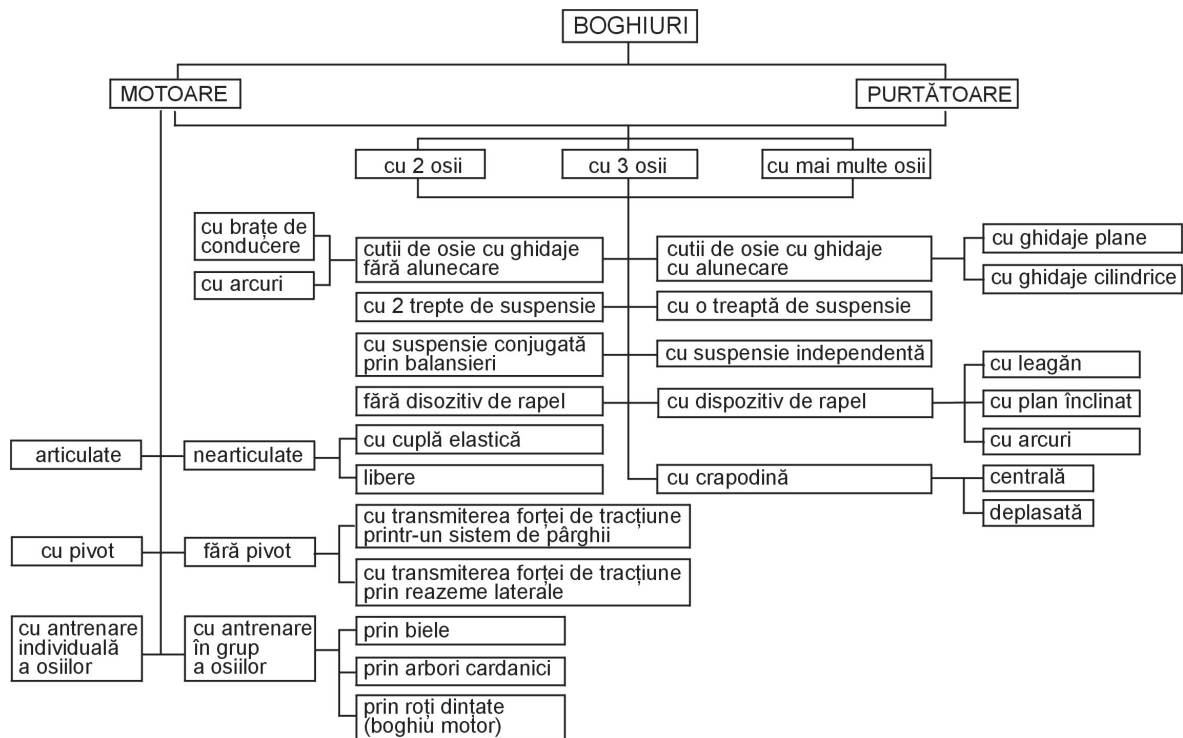 BOGHIURI
MOTOARE
PURTĂTOARE
cu 2 osii
cu 3 osii
cu mai multe osii
cu brațe de
conducere
cu arcuri
cutii de osie cu ghidaje
fără alunecare
cutii de osie cu ghidaje
cu alunecare
cu ghidaje plane
cu ghidaje cilindrice
cu 2 trepte de suspensie
cu o treaptă de suspensie
cu suspensie conjugată
prin balansieri
cu suspensie independentă
fără disozitiv de rapel
cu dispozitiv de rapel
cu leagăn
cu plan înclinat
cu arcuri
articulate
nearticulate
cu cuplă elastică
libere
cu crapodină
centrală
deplasată
cu pivot
fără pivot
cu transmiterea forței de tracțiune
printr-un sistem de pârghii
cu transmiterea forței de tracțiune
prin reazeme laterale
cu antrenare
individuală
a osiilor
cu antrenare
în grup
a osiilor
prin biele
prin arbori cardanici
prin roți dințate
(boghiu motor)